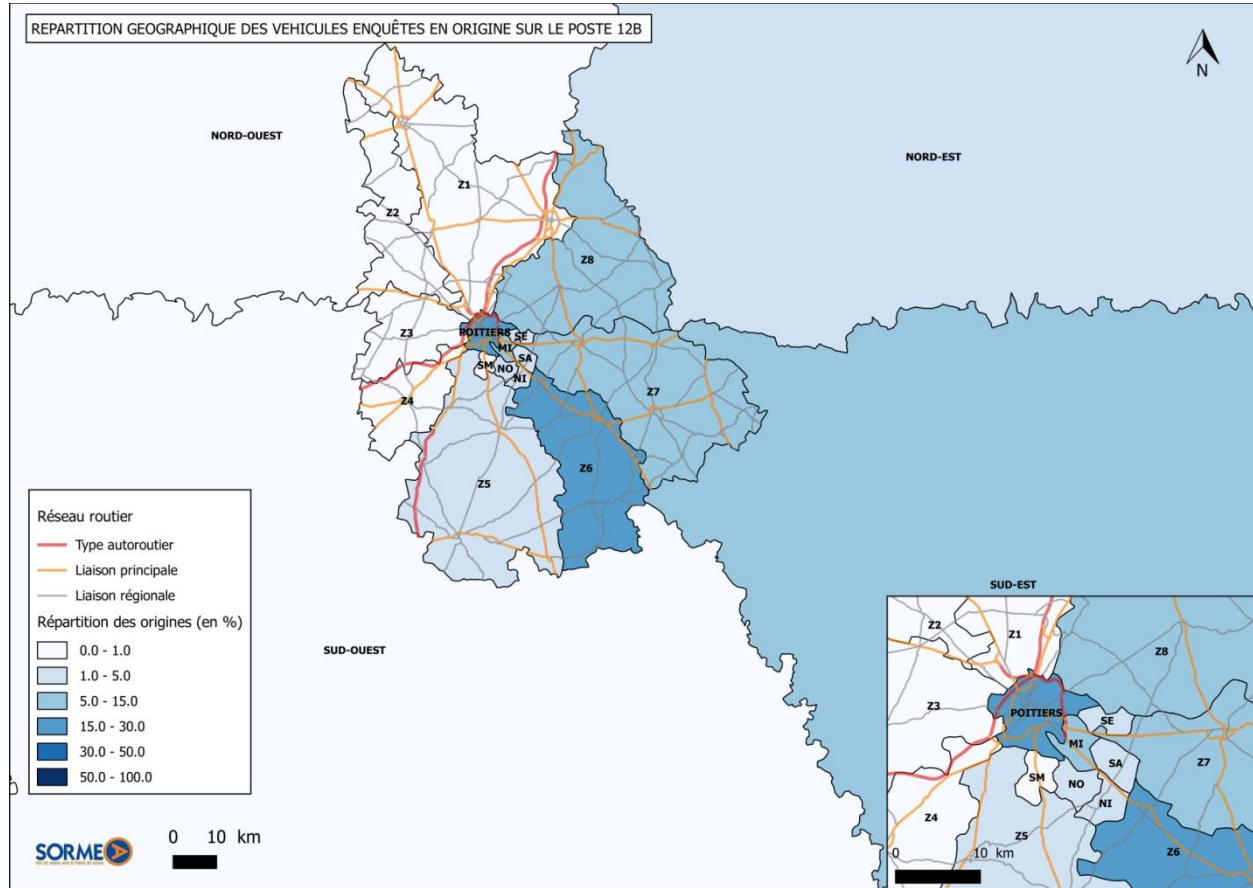 REPARTITION GEOGRAPHIQUE DES VEHICULES ENQUÊTES EN ORIGINE SUR LE POSTE 12B
N
NORD-OUEST
NORD-EST
Z1
Z2
Z8
Z3
POITIERS
SE
MI
SA
SM
NO
NI
Z4
Z7
Z6
Z5
SUD-EST
SUD-OUEST
Réseau routier
Type autoroutier
Liaison principale
Liaison régionale
Répartition des origines (en %)
0.0 - 1.0
1.0 - 5.0
5.0 - 15.0
15.0 - 30.0
30.0 - 50.0
50.0 - 100.0
SORMEA
0 10 km
Z2
Z1
Z8
Z3
POITIERS
SE
MI
SA
Z7
SM
NO
NI
Z4
Z5
Z6
0 10 km